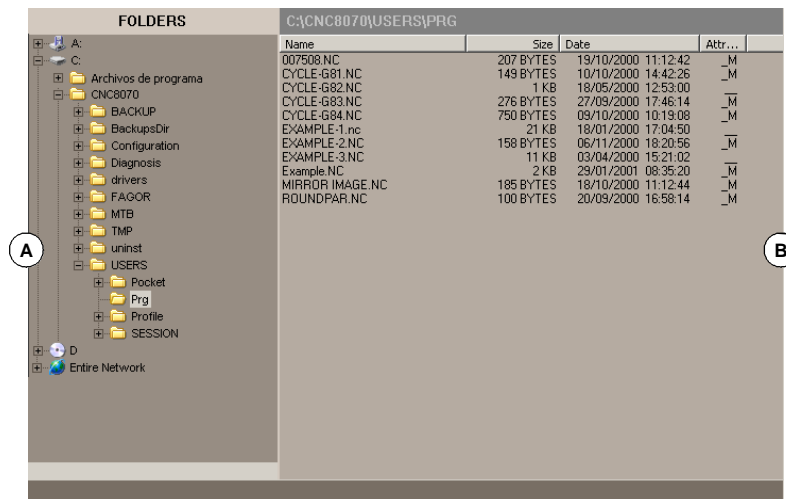 FOLDERS
C:\CNC8070\USERS\PRG
A:
C:
Archivos de programa
CNC8070
BACKUP
BackupsDir
Configuration
Diagnosis
drivers
FAGOR
MTB
TMP
uninst
USERS
Pocket
Prg
Profile
SESSION
D
Entire Network
A
Name Size Date Attr...
007508.NC 207 BYTES 19/10/2000 11:12:42 _M
CYCLE-G81.NC 149 BYTES 10/10/2000 14:42:26 _M
CYCLE-G82.NC 1 KB 18/05/2000 12:53:00 __
CYCLE-G83.NC 276 BYTES 27/09/2000 17:46:14 _M
CYCLE-G84.NC 750 BYTES 09/10/2000 10:19:08 _M
EXAMPLE-1.nc 21 KB 18/01/2000 17:04:50 __
EXAMPLE-2.NC 158 BYTES 06/11/2000 18:20:56 _M
EXAMPLE-3.NC 11 KB 03/04/2000 15:21:02 __
Example.NC 2 KB 29/01/2001 08:35:20 _M
MIRROR IMAGE.NC 185 BYTES 18/10/2000 11:12:44 _M
ROUNDPAR.NC 100 BYTES 20/09/2000 16:58:14 _M
B